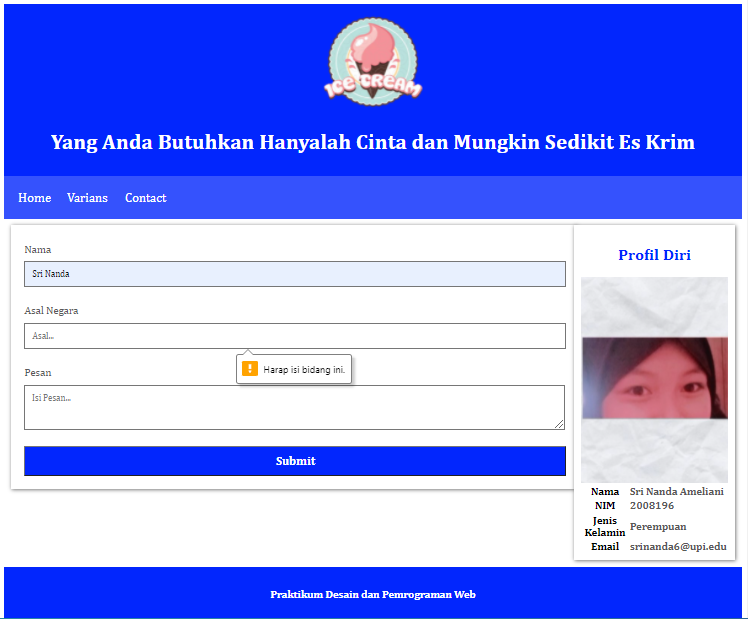 ICE CREAM
Yang Anda Butuhkan Hanyalah Cinta dan Mungkin Sedikit Es Krim
Home Varians Contact
Nama
Sri Nanda
Asal Negara
Asal...
Harap isi bidang ini.
Pesan
Isi Pesan...
Submit
Profil Diri
Nama Sri Nanda Ameliani
NIM 2008196
Jenis
Kelamin Perempuan
Email srinanda6@upi.edu
Praktikum Desain dan Pemrograman Web